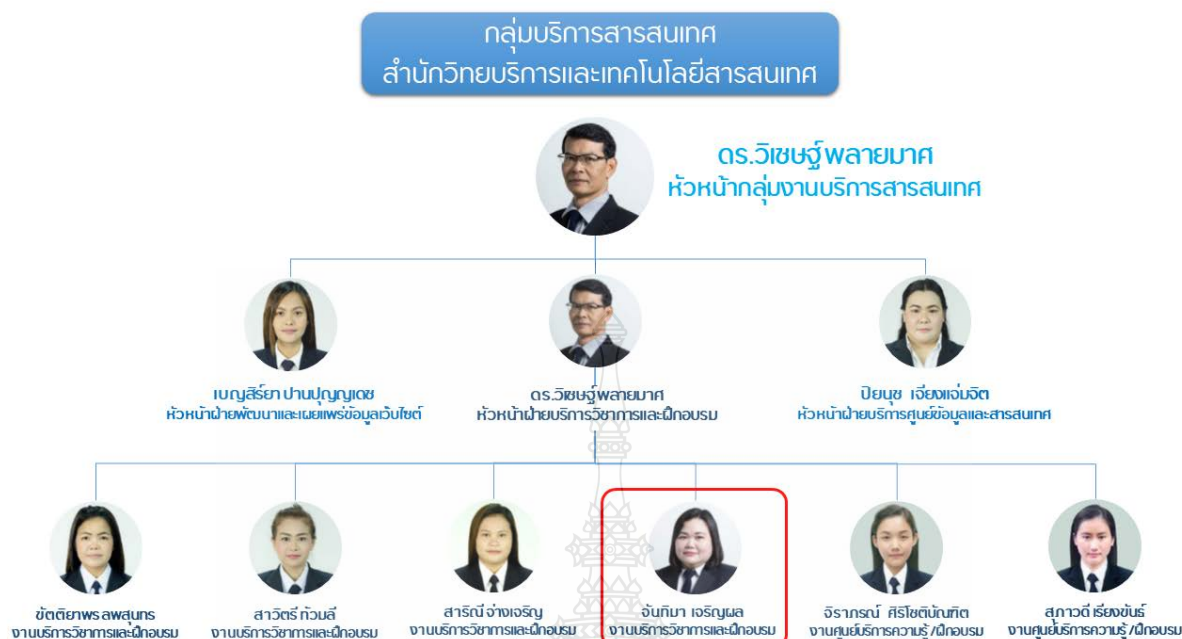 กลุ่มบริการสารสนเทศ
สำนักวิทยบริการและเทคโนโลยีสารสนเทศ
ดร.วิเชษฐ์ พลายมาศ
หัวหน้ากลุ่มงานบริการสารสนเทศ
เบญสิร์ยา ปานปุญญเดช
หัวหน้าฝ่ายพัฒนาและเผยแพร่ข้อมูลเว็บไซต์
ดร.วิเชษฐ์ พลายมาศ
หัวหน้าฝ่ายบริการวิชาการและฝึกอบรม
ปิยนุช เจียงแจ่มจิต
หัวหน้าฝ่ายบริการศูนย์ข้อมูลและสารสนเทศ
ขัตติยาพร ลพสุนทร
งานบริการวิชาการและฝึกอบรม
สาวิตรี ท้วมลี
งานบริการวิชาการและฝึกอบรม
สาริณี จ่างเจริญ
งานบริการวิชาการและฝึกอบรม
จันทิมา เจริญผล
งานบริการวิชาการและฝึกอบรม
จิราภรณ์ ศิริโชติบัณฑิต
งานศูนย์บริการความรู้ /ฝึกอบรม
สุภาวดี เรียงขันธ์
งานศูนย์บริการความรู้ /ฝึกอบรม